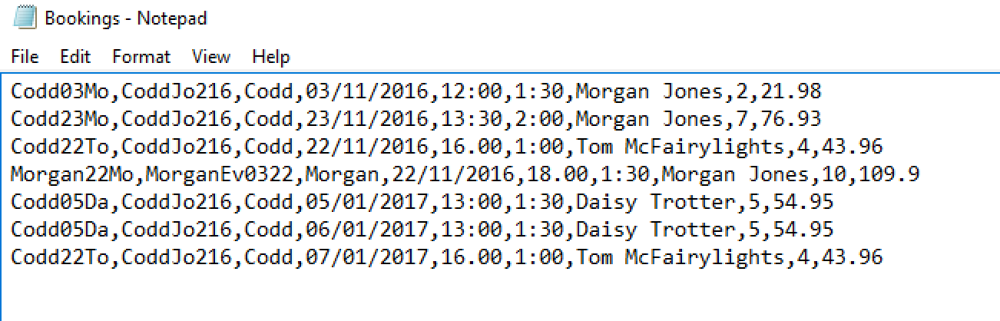 Bookings - Notepad
File Edit Format View Help
Codd03Mo,CoddJo216,Codd,03/11/2016,12:00,1:30,Morgan Jones,2,21.98
Codd23Mo,CoddJo216,Codd,23/11/2016,13:30,2:00,Morgan Jones,7,76.93
Codd22To,CoddJo216,Codd,22/11/2016,16.00,1:00,Tom McFairylights,4,43.96
Morgan22Mo,MorganEv0322,Morgan,22/11/2016,18.00,1:30,Morgan Jones,10,109.9
Codd05Da,CoddJo216,Codd,05/01/2017,13:00,1:30,Daisy Trotter,5,54.95
Codd05Da,CoddJo216,Codd,06/01/2017,13:00,1:30,Daisy Trotter,5,54.95
Codd22To,CoddJo216,Codd,07/01/2017,16.00,1:00,Tom McFairylights,4,43.96